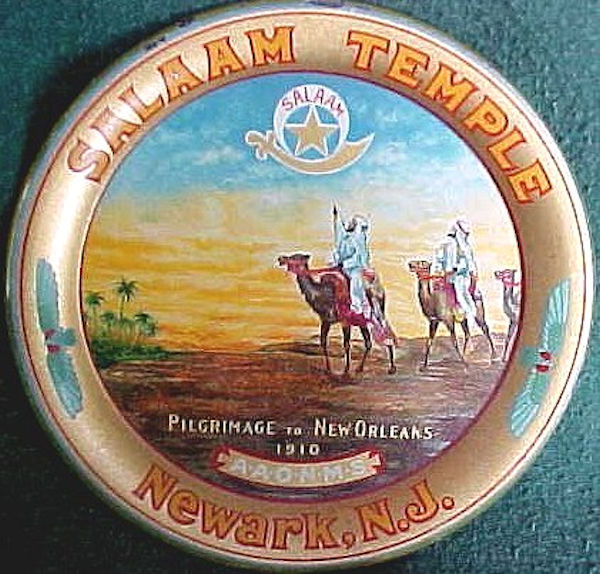 SALAAM TEMPLE
SALAAM
PILGRIMAGE TO NEW ORLEANS
1910
A·A·O·N·M·S
Newark, N.J.